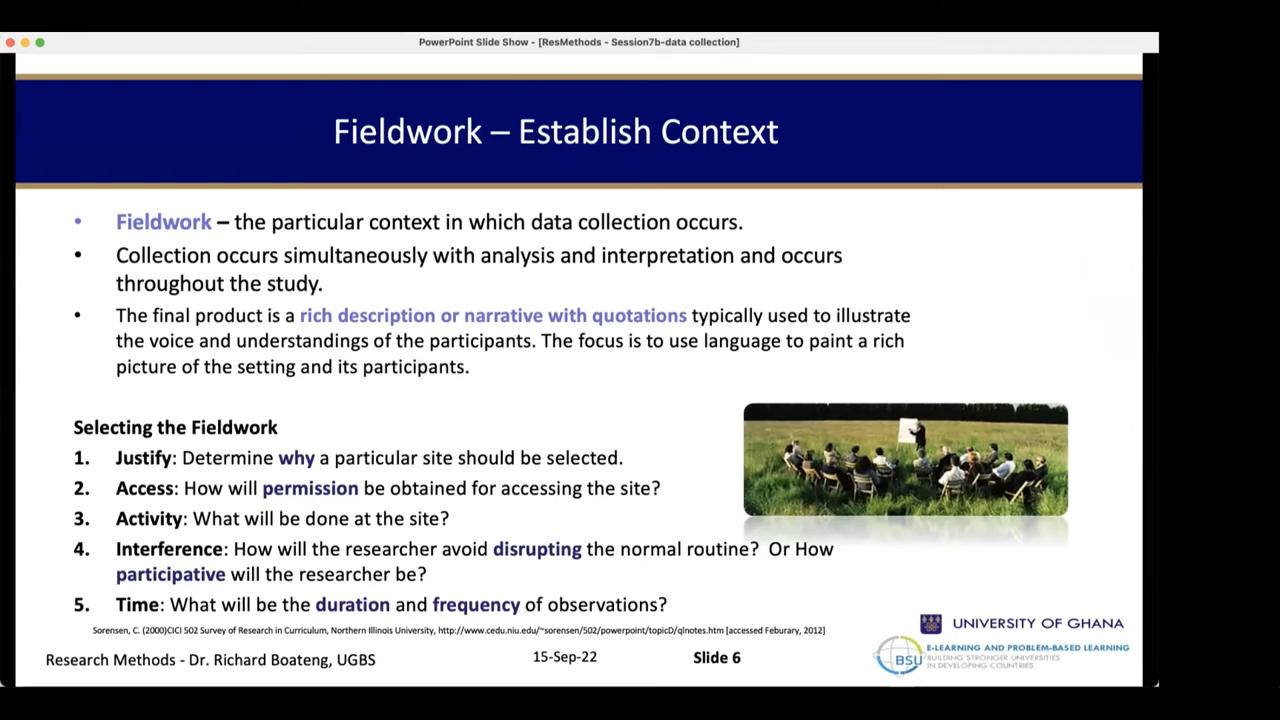 PowerPoint Slide Show - [ResMethods - Session7b-data collection]
Fieldwork – Establish Context
• Fieldwork – the particular context in which data collection occurs.
• Collection occurs simultaneously with analysis and interpretation and occurs
throughout the study.
• The final product is a rich description or narrative with quotations typically used to illustrate
the voice and understandings of the participants. The focus is to use language to paint a rich
picture of the setting and its participants.
Selecting the Fieldwork
1. Justify: Determine why a particular site should be selected.
2. Access: How will permission be obtained for accessing the site?
3. Activity: What will be done at the site?
4. Interference: How will the researcher avoid disrupting the normal routine? Or How
participative will the researcher be?
5. Time: What will be the duration and frequency of observations?
Sorensen, C. (2000)CICI 502 Survey of Research in Curriculum, Northern Illinois University, http://www.cedu.niu.edu/~sorensen/502/powerpoint/topicD/qlnotes.htm [accessed Feburary, 2012]
UNIVERSITY OF GHANA
BSU
E-LEARNING AND PROBLEM-BASED LEARNING
BUILDING STRONGER UNIVERSITIES
IN DEVELOPING COUNTRIES
Research Methods - Dr. Richard Boateng, UGBS
15-Sep-22
Slide 6